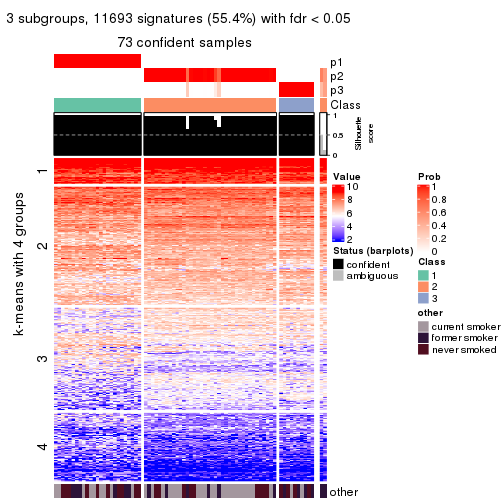 3 subgroups, 11693 signatures (55.4%) with fdr < 0.05
73 confident samples
p1
p2
p3
Class
1
0.5
0
Silhouette
score
k-means with 4 groups
1
2
3
4
other
Value
10
8
6
4
2
Status (barplots)
confident
ambiguous
Prob
1
0.8
0.6
0.4
0.2
0
Class
1
2
3
other
current smoker
former smoker
never smoked